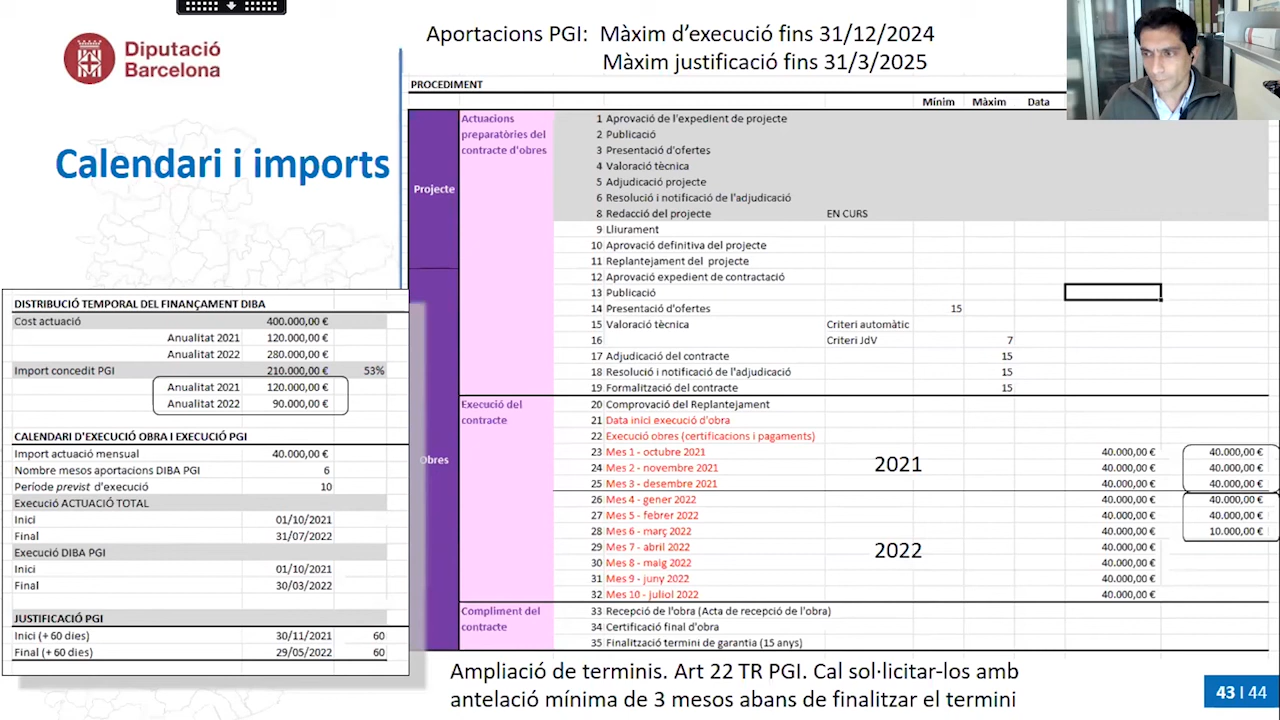 Aportacions PGI: Màxim d'execució fins 31/12/2024
Màxim justificació fins 31/3/2025
Diputació
Barcelona
Calendari i imports
PROCEDIMENT
Mínim Màxim Data
Projecte
Actuacions
preparatòries del
contracte d'obres
1 Aprovació de l'expedient de projecte
2 Publicació
3 Presentació d'ofertes
4 Valoració tècnica
5 Adjudicació projecte
6 Resolució i notificació de l'adjudicació
8 Redacció del projecte EN CURS
9 Lliurament
10 Aprovació definitiva del projecte
11 Replantejament del projecte
12 Aprovació expedient de contractació
13 Publicació
14 Presentació d'ofertes 15
15 Valoració tècnica Criteri automàtic
16 Criteri JdV 7
17 Adjudicació del contracte 15
18 Resolució i notificació de l'adjudicació 15
19 Formalització del contracte 15
Obres
Execució del
contracte
20 Comprovació del Replantejament
21 Data inici execució d'obra
22 Execució obres (certificacions i pagaments)
23 Mes 1 - octubre 2021 40.000,00 € 40.000,00 €
24 Mes 2 - novembre 2021 2021 40.000,00 € 40.000,00 €
25 Mes 3 - desembre 2021 40.000,00 € 40.000,00 €
26 Mes 4 - gener 2022 40.000,00 € 40.000,00 €
27 Mes 5 - febrer 2022 40.000,00 € 40.000,00 €
28 Mes 6 - març 2022 40.000,00 € 10.000,00 €
29 Mes 7 - abril 2022 2022 40.000,00 €
30 Mes 8 - maig 2022 40.000,00 €
31 Mes 9 - juny 2022 40.000,00 €
32 Mes 10 - juliol 2022 40.000,00 €
Compliment del
contracte
33 Recepció de l'obra (Acta de recepció de l'obra)
34 Certificació final d'obra
35 Finalització termini de garantia (15 anys)
DISTRIBUCIÓ TEMPORAL DEL FINANÇAMENT DIBA
Cost actuació 400.000,00 €
Anualitat 2021 120.000,00 €
Anualitat 2022 280.000,00 €
Import concedit PGI 210.000,00 € 53%
Anualitat 2021 120.000,00 €
Anualitat 2022 90.000,00 €
CALENDARI D'EXECUCIÓ OBRA I EXECUCIÓ PGI
Import actuació mensual 40.000,00 €
Nombre mesos aportacions DIBA PGI 6
Període previst d'execució 10
Execució ACTUACIÓ TOTAL
Inici 01/10/2021
Final 31/07/2022
Execució DIBA PGI
Inici 01/10/2021
Final 30/03/2022
JUSTIFICACIÓ PGI
Inici (+ 60 dies) 30/11/2021 60
Final (+ 60 dies) 29/05/2022 60
Ampliació de terminis. Art 22 TR PGI. Cal sol·licitar-los amb
antelació mínima de 3 mesos abans de finalitzar el termini
43 I 44